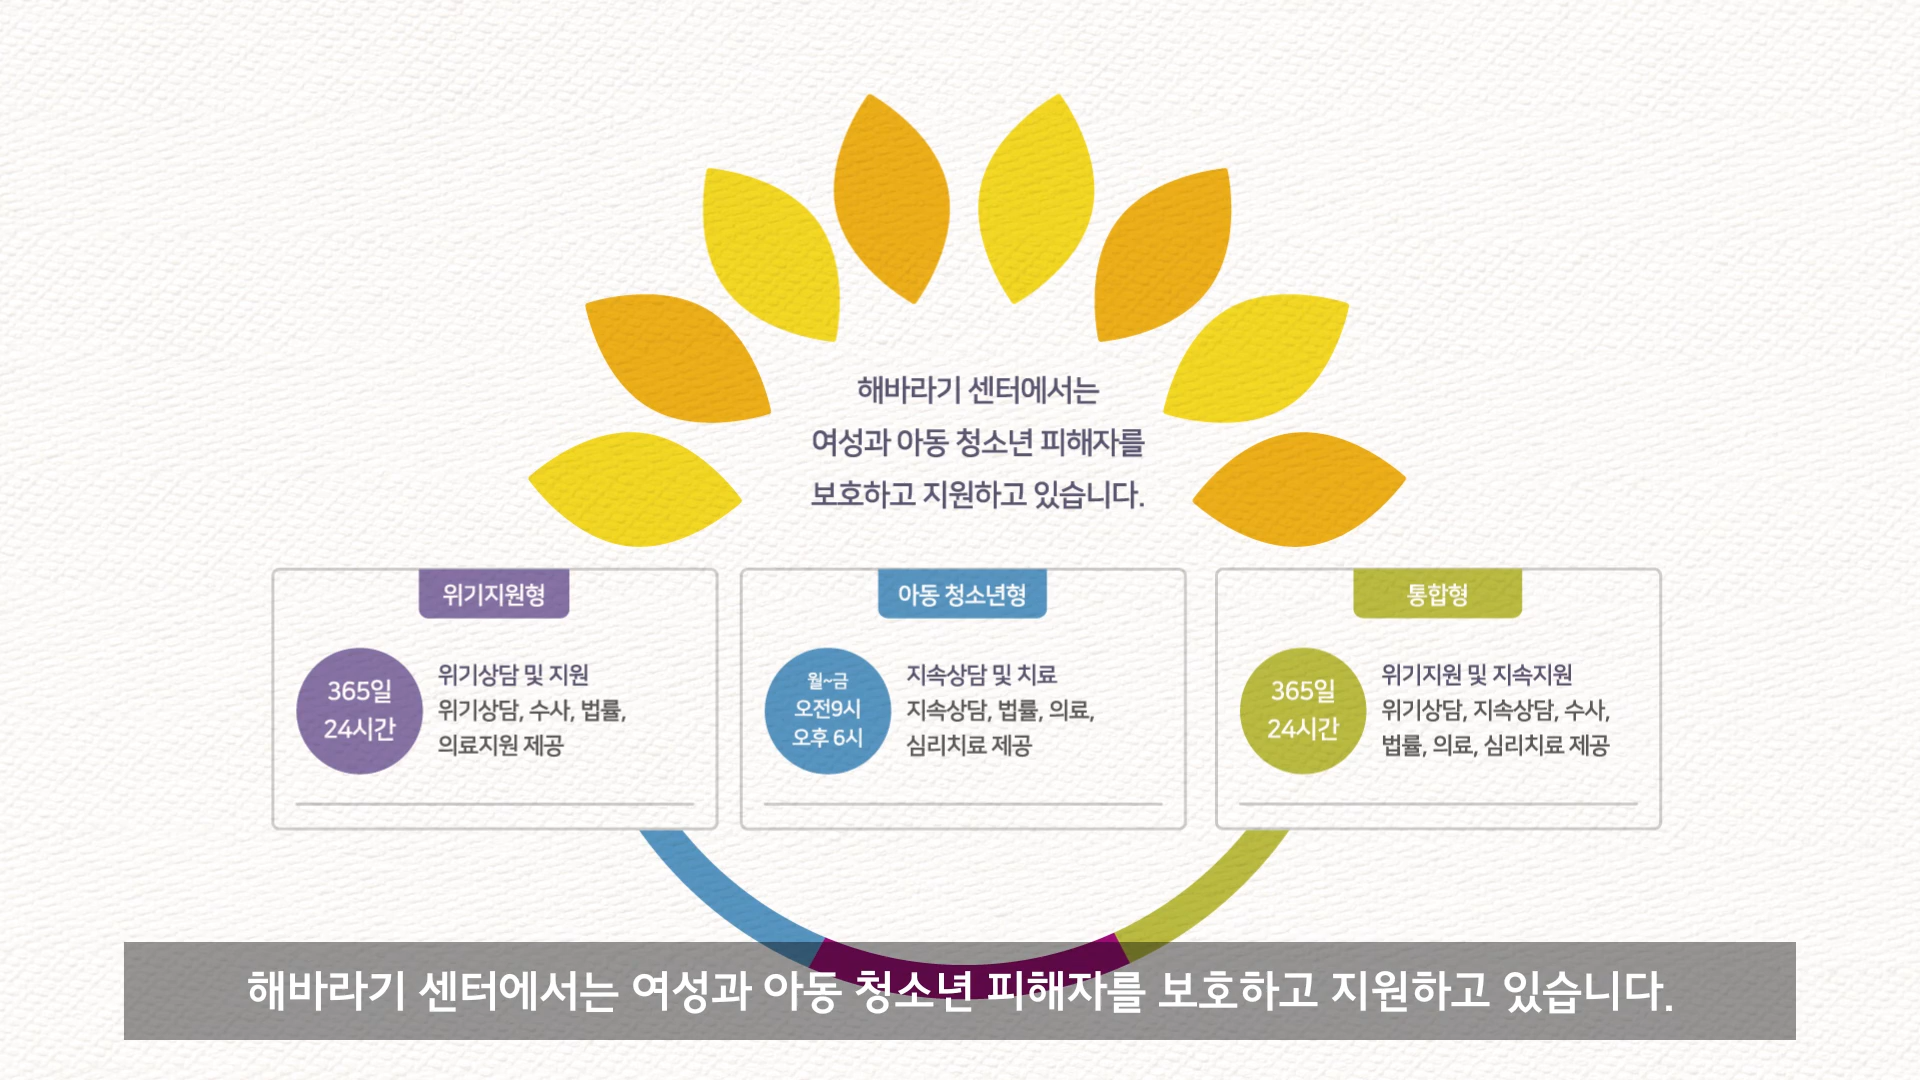 해바라기 센터에서는
여성과 아동 청소년 피해자를
보호하고 지원하고 있습니다.
위기지원형
365일
24시간
위기상담 및 지원
위기상담, 수사, 법률,
의료지원 제공
아동 청소년형
월~금
오전9시
오후 6시
지속상담 및 치료
지속상담, 법률, 의료,
심리치료 제공
통합형
365일
24시간
위기지원 및 지속지원
위기상담, 지속상담, 수사,
법률, 의료, 심리치료 제공
해바라기 센터에서는 여성과 아동 청소년 피해자를 보호하고 지원하고 있습니다.